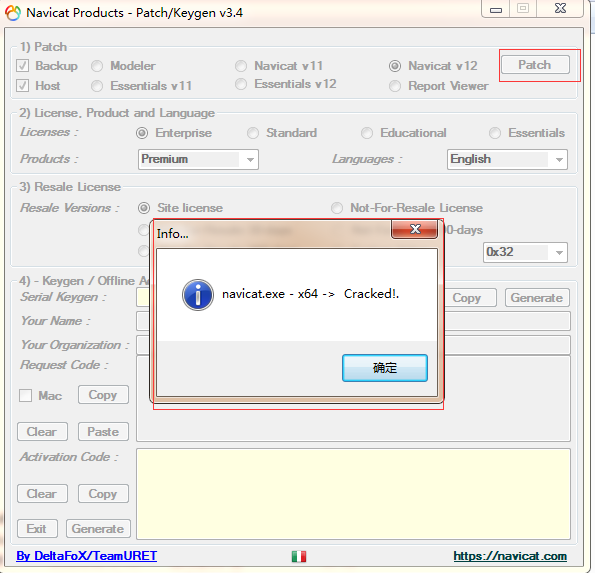 Navicat Products - Patch/Keygen v3.4
1) Patch
Backup Modeler Navicat v11 Navicat v12 Patch
Host Essentials v11 Essentials v12 Report Viewer
2) License, Product and Language
Licenses : Enterprise Standard Educational Essentials
Products : Premium Languages : English
3) Resale License
Resale Versions : Site license Not-For-Resale License
0-days
0x32
Info...
navicat.exe - x64 -> Cracked!.
确定
4) - Keygen / Offline
Serial Keygen : Copy Generate
Your Name :
Your Organization :
Request Code :
Mac Copy
Clear Paste
Activation Code :
Clear Copy
Exit Generate
By DeltaFoX/TeamURET https://navicat.com